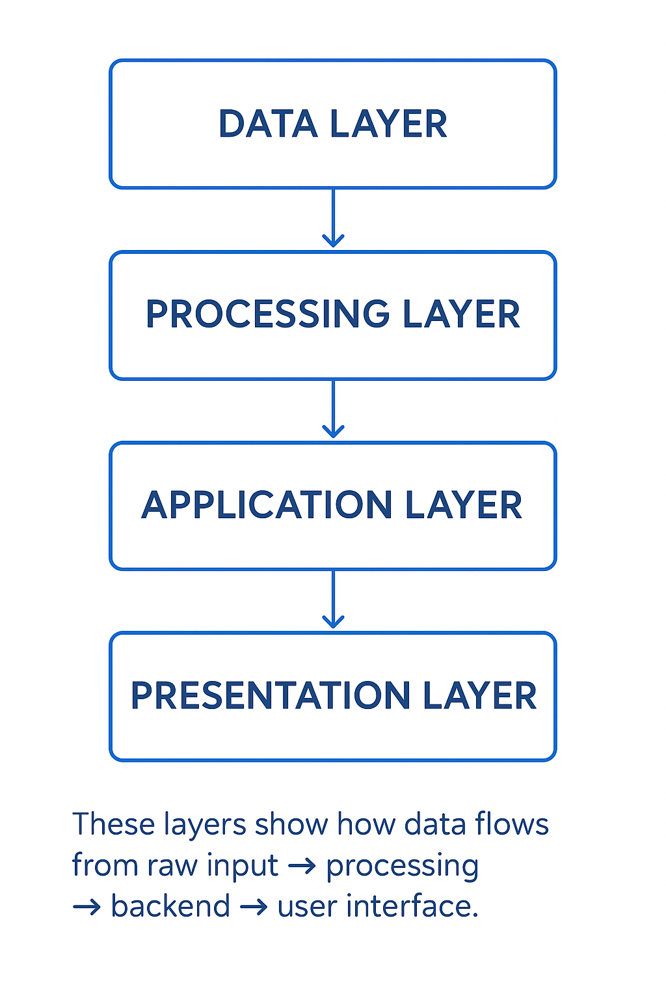 DATA LAYER
PROCESSING LAYER
APPLICATION LAYER
PRESENTATION LAYER
These layers show how data flows
from raw input → processing
→ backend → user interface.